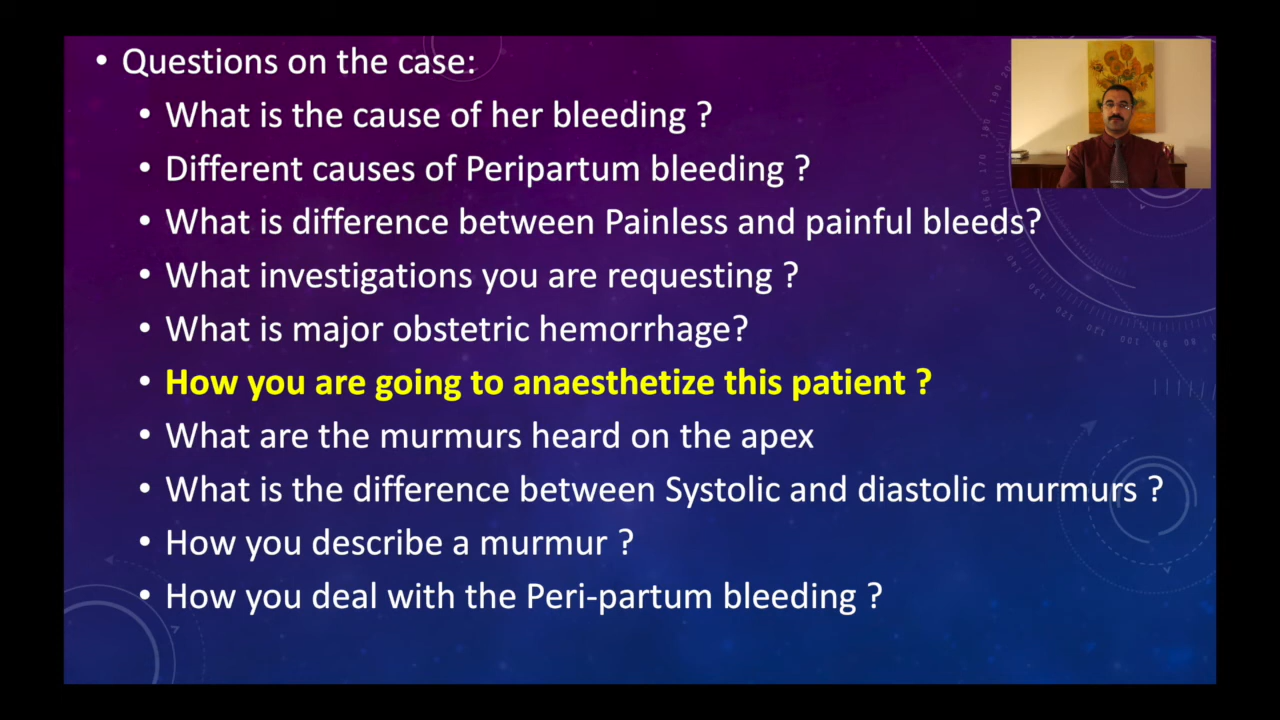 • Questions on the case:
• What is the cause of her bleeding ?
• Different causes of Peripartum bleeding ?
• What is difference between Painless and painful bleeds?
• What investigations you are requesting ?
• What is major obstetric hemorrhage?
• How you are going to anaesthetize this patient ?
• What are the murmurs heard on the apex
• What is the difference between Systolic and diastolic murmurs ?
• How you describe a murmur ?
• How you deal with the Peri-partum bleeding ?